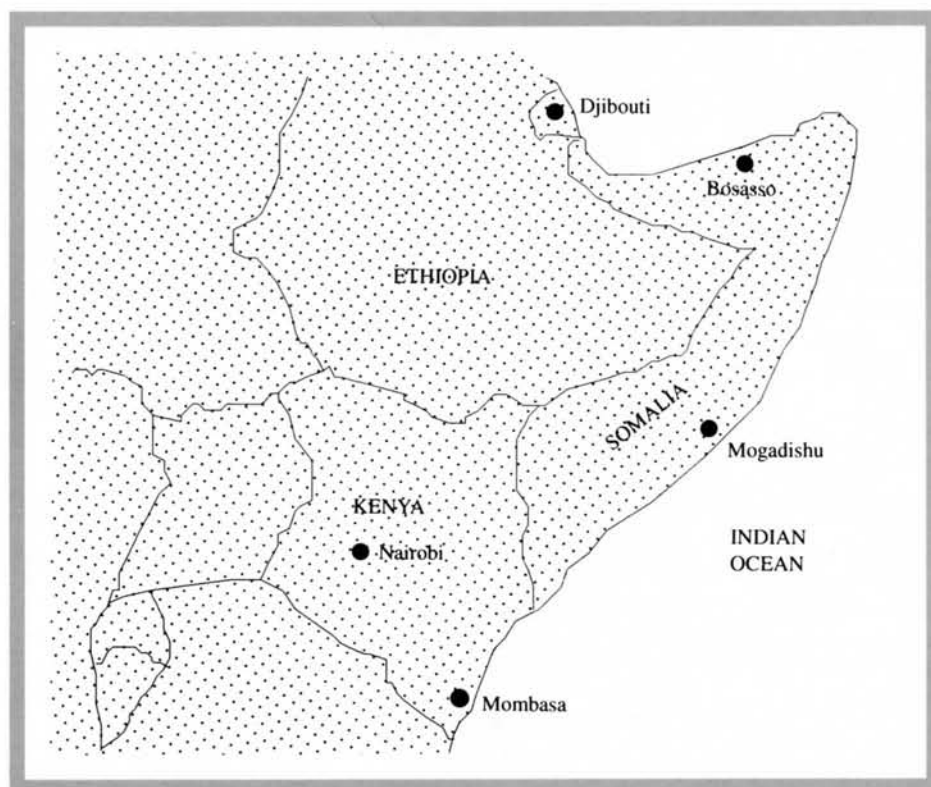 Djibouti
Bosasso
ETHIOPIA
SOMALIA
Mogadishu
KENYA
Nairobi
INDIAN
OCEAN
Mombasa